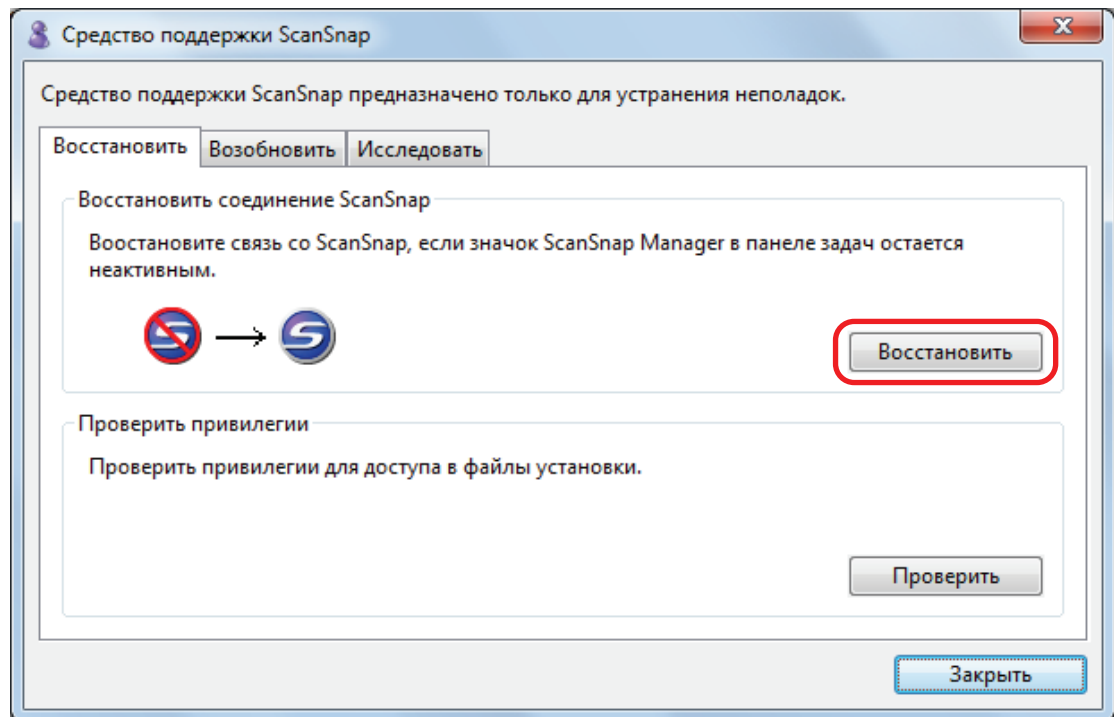 Средство поддержки ScanSnap
Средство поддержки ScanSnap предназначено только для устранения неполадок.
Восстановить Возобновить Исследовать
Восстановить соединение ScanSnap
Воостановите связь со ScanSnap, если значок ScanSnap Manager в панеле задач остается
неактивным.
Восстановить
Проверить привилегии
Проверить привилегии для доступа в файлы установки.
Проверить
Закрыть